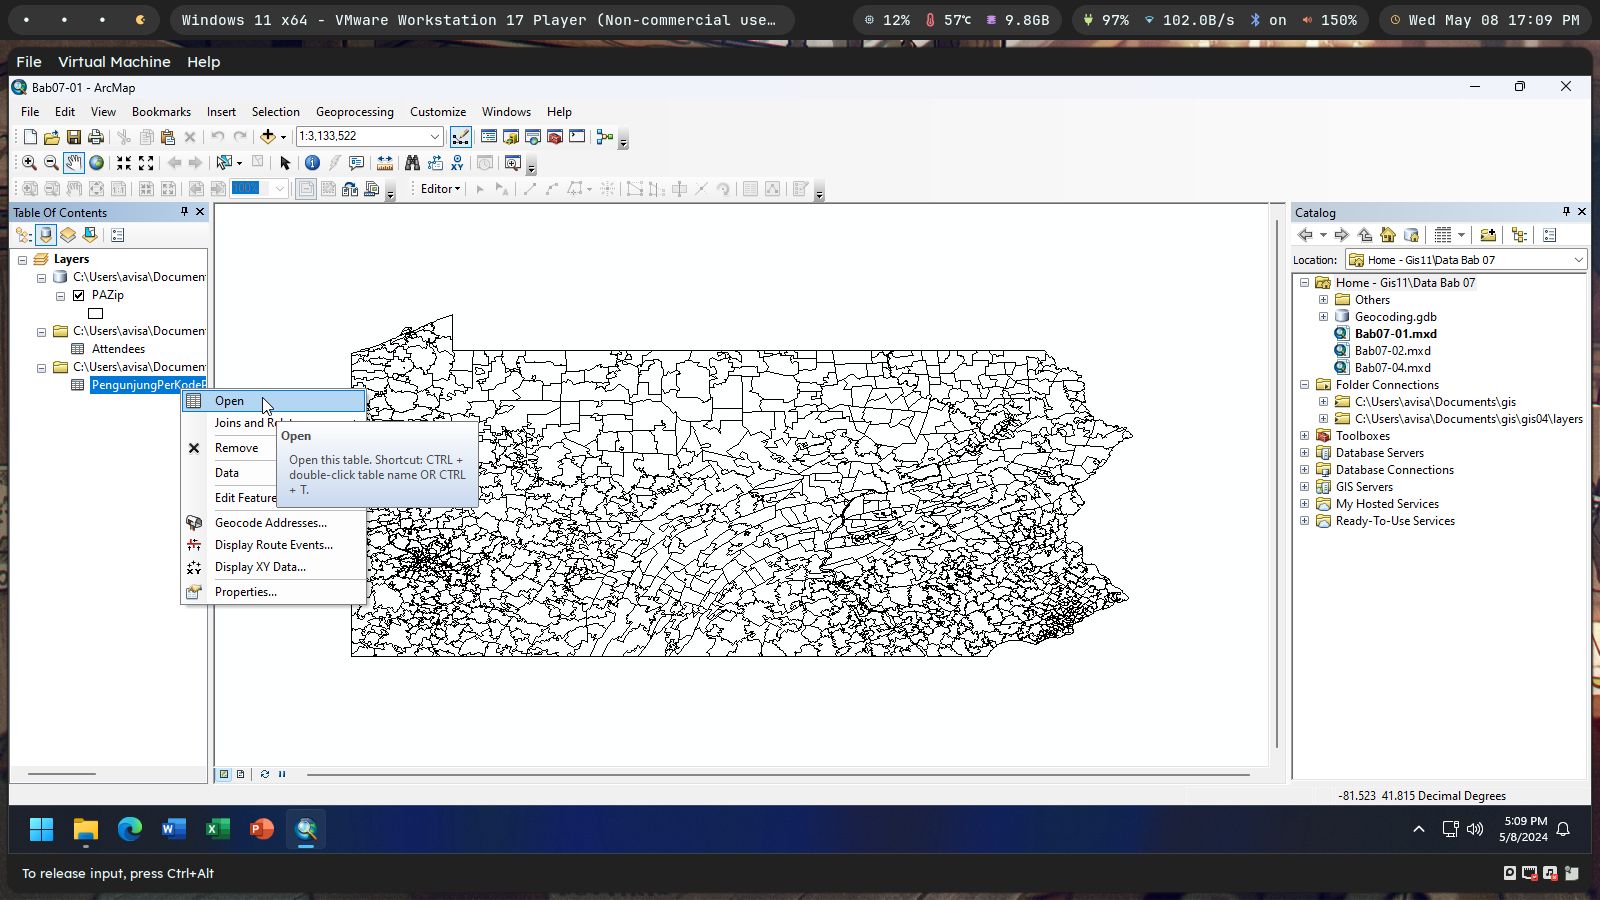 Windows 11 x64 - VMware Workstation 17 Player (Non-commercial use…
12%
57℃
9.8GB
97%
102.0B/s
on
150%
Wed May 08 17:09 PM
File Virtual Machine Help
Bab07-01 - ArcMap
File Edit View Bookmarks Insert Selection Geoprocessing Customize Windows Help
1:3,133,522
100%
Editor
Table Of Contents
Layers
C:\Users\avisa\Document
PAZip
C:\Users\avisa\Document
Attendees
C:\Users\avisa\Document
PengunjungPerKodeP
Open
Joins and Relat
Remove
Data
Edit Feature
Geocode Addresses...
Display Route Events...
Display XY Data...
Properties...
Open
Open this table. Shortcut: CTRL +
double-click table name OR CTRL
+ T.
Catalog
Location: Home - Gis11\Data Bab 07
Home - Gis11\Data Bab 07
Others
Geocoding.gdb
Bab07-01.mxd
Bab07-02.mxd
Bab07-04.mxd
Folder Connections
C:\Users\avisa\Documents\gis
C:\Users\avisa\Documents\gis\gis04\layers
Toolboxes
Database Servers
Database Connections
GIS Servers
My Hosted Services
Ready-To-Use Services
-81.523 41.815 Decimal Degrees
5:09 PM
5/8/2024
To release input, press Ctrl+Alt